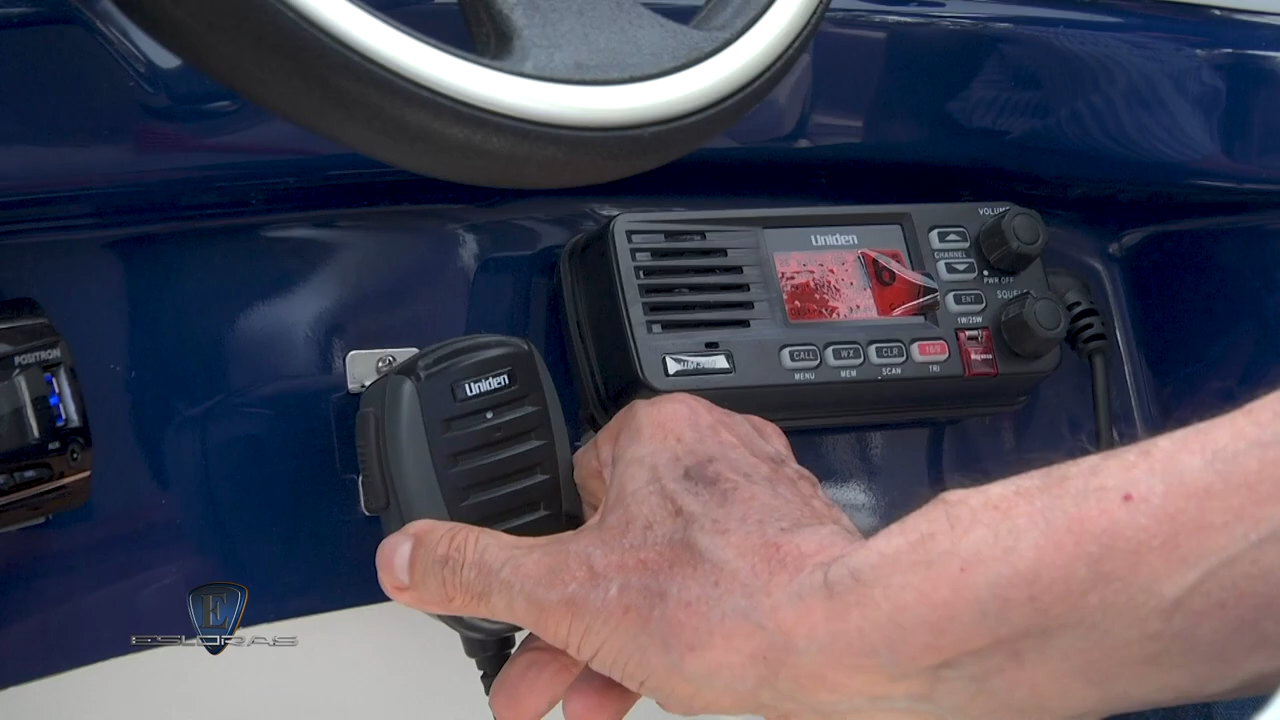 VOLUME
Uniden
CHANNEL
PWR OFF
ENT
SQUELCH
1W/25W
CALL
WX
CLR
16/9
MENU
MEM
SCAN
TRI
POSITRON
Uniden
E
ESLORAS